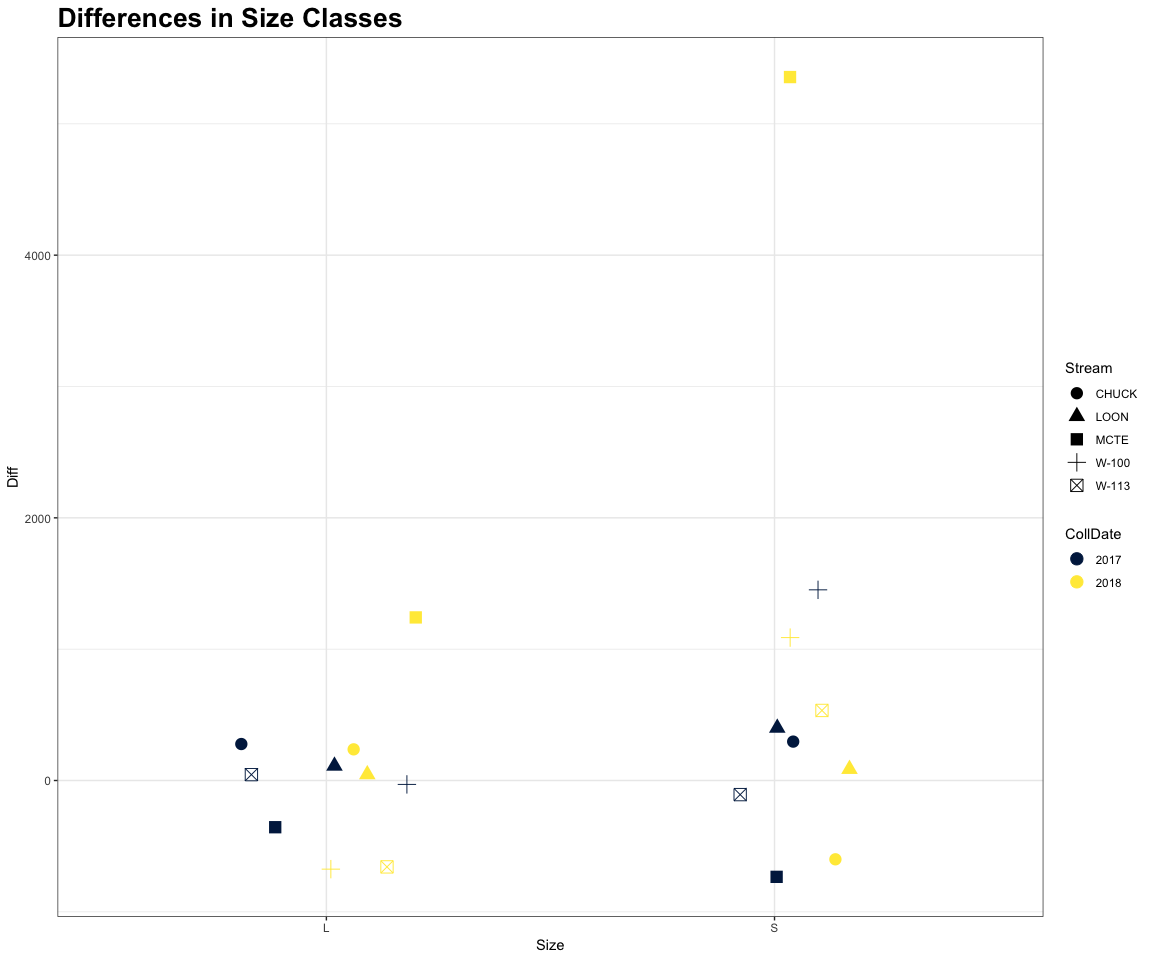 Differences in Size Classes
Diff
4000
2000
0
L
S
Size
Stream
CHUCK
LOON
MCTE
W-100
W-113
CollDate
2017
2018